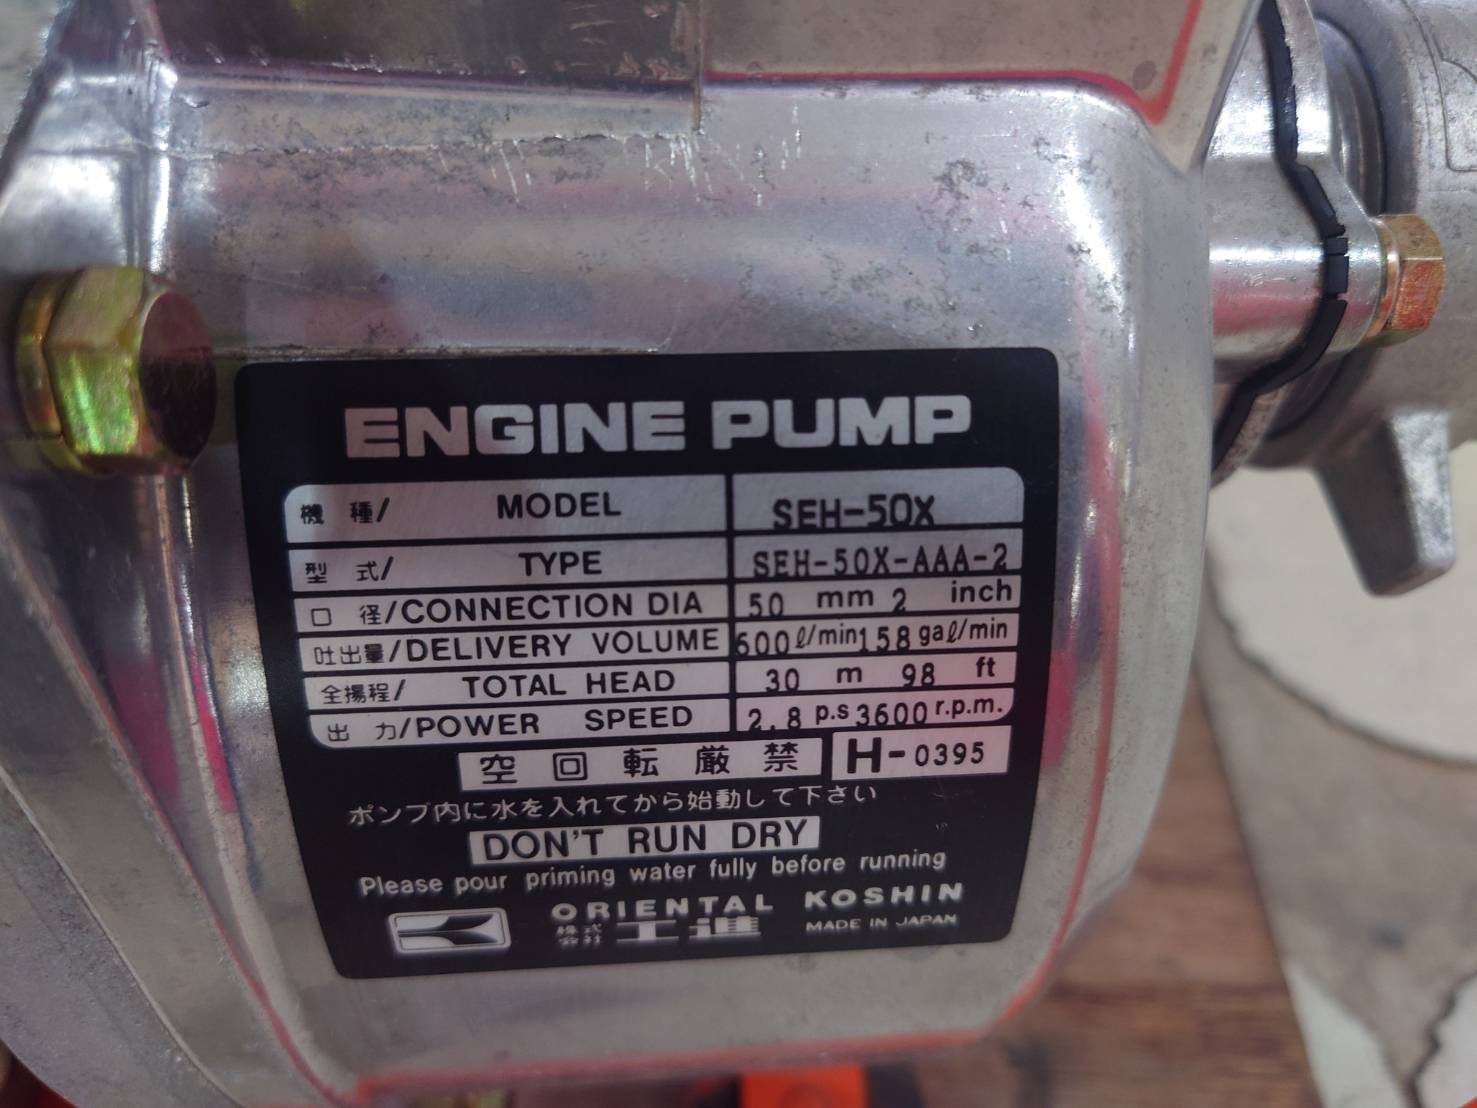 ENGINE PUMP
機 種/ MODEL SEH-50X
型 式/ TYPE SEH-50X-AAA-2
口 径/CONNECTION DIA 50 mm 2 inch
吐出量/DELIVERY VOLUME 600ℓ/min158gaℓ/min
全揚程/ TOTAL HEAD 30 m 98 ft
出 力/POWER SPEED 2.8 p.s3600r.p.m.
空回転厳禁 H-0395
ポンプ内に水を入れてから始動して下さい
DON'T RUN DRY
Please pour priming water fully before running
ORIENTAL KOSHIN
株式会社 工進 MADE IN JAPAN